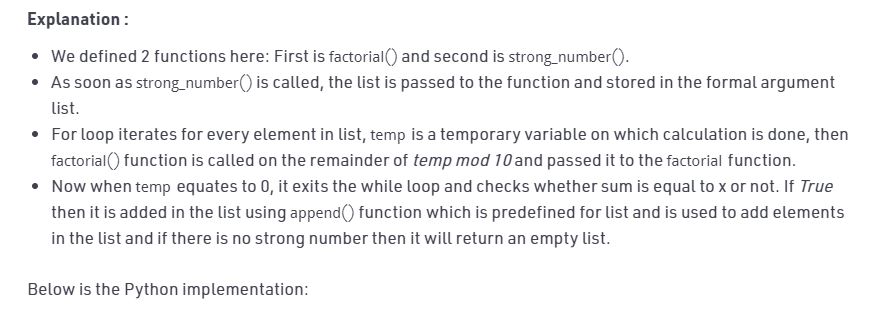 Explanation :
• We defined 2 functions here: First is factorial() and second is strong_number().
• As soon as strong_number() is called, the list is passed to the function and stored in the formal argument
list.
• For loop iterates for every element in list, temp is a temporary variable on which calculation is done, then
factorial() function is called on the remainder of temp mod 10 and passed it to the factorial function.
• Now when temp equates to 0, it exits the while loop and checks whether sum is equal to x or not. If True
then it is added in the list using append() function which is predefined for list and is used to add elements
in the list and if there is no strong number then it will return an empty list.
Below is the Python implementation: